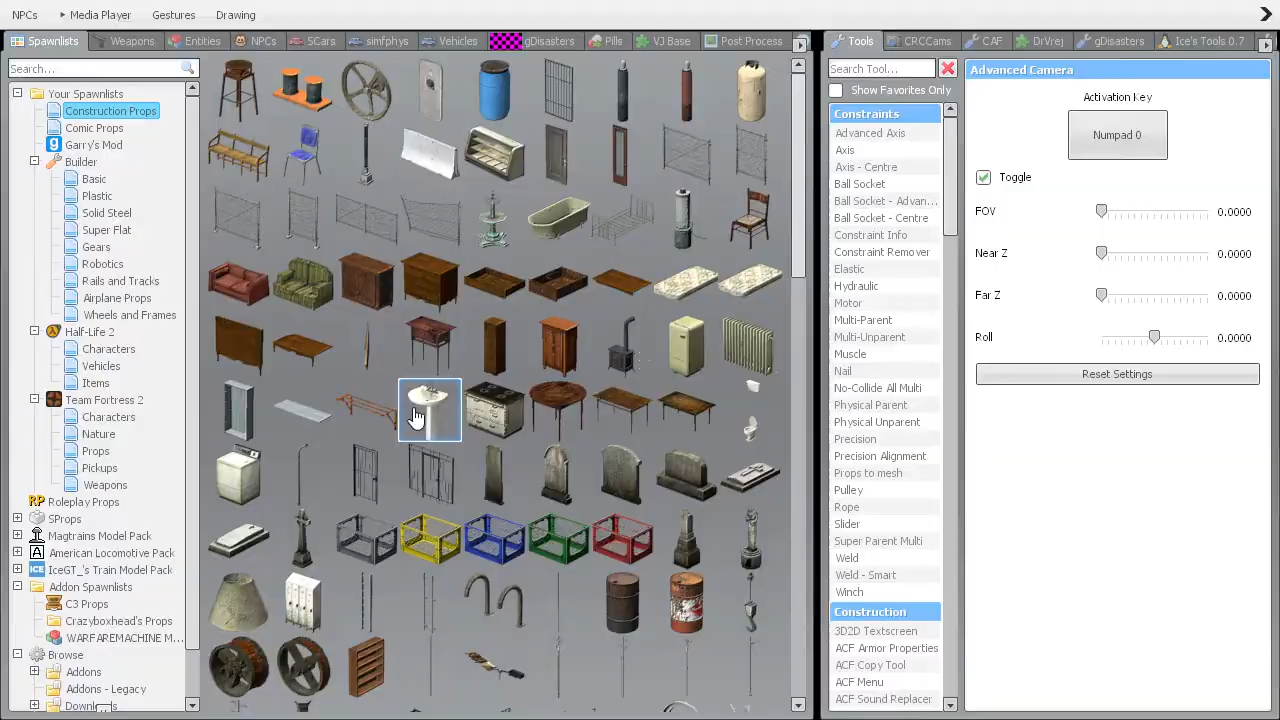 NPCs
Media Player
Gestures
Drawing
Spawnlists
Weapons
Entities
NPCs
SCars
simfphys
Vehicles
gDisasters
Pills
VJ Base
Post Process
Tools
CRCCams
CAF
DrVrej
gDisasters
Ice's Tools 0.7
Search...
Your Spawnlists
Construction Props
Comic Props
Garry's Mod
Builder
Basic
Plastic
Solid Steel
Super Flat
Gears
Robotics
Rails and Tracks
Airplane Props
Wheels and Frames
Half-Life 2
Characters
Vehicles
Items
Team Fortress 2
Characters
Nature
Props
Pickups
Weapons
RP Roleplay Props
SProps
Magtrains Model Pack
A American Locomotive Pack
ICE IceGT_'s Train Model Pack
Addon Spawnlists
C3 Props
Crazyboxhead's Props
WARFAREMACHINE M...
Browse
Addons
Addons - Legacy
Search Tool...
Show Favorites Only
Constraints
Advanced Axis
Axis
Axis - Centre
Ball Socket
Ball Socket - Advan...
Ball Socket - Centre
Constraint Info
Constraint Remover
Elastic
Hydraulic
Motor
Multi-Parent
Multi-Unparent
Muscle
Nail
No-Collide All Multi
Physical Parent
Physical Unparent
Precision
Precision Alignment
Props to mesh
Pulley
Rope
Slider
Super Parent Multi
Weld
Weld - Smart
Winch
Construction
3D2D Textscreen
ACF Armor Properties
ACF Copy Tool
ACF Menu
ACF Sound Replacer
Advanced Camera
Activation Key
Numpad 0
Toggle
FOV 0.0000
Near Z 0.0000
Far Z 0.0000
Roll 0.0000
Reset Settings